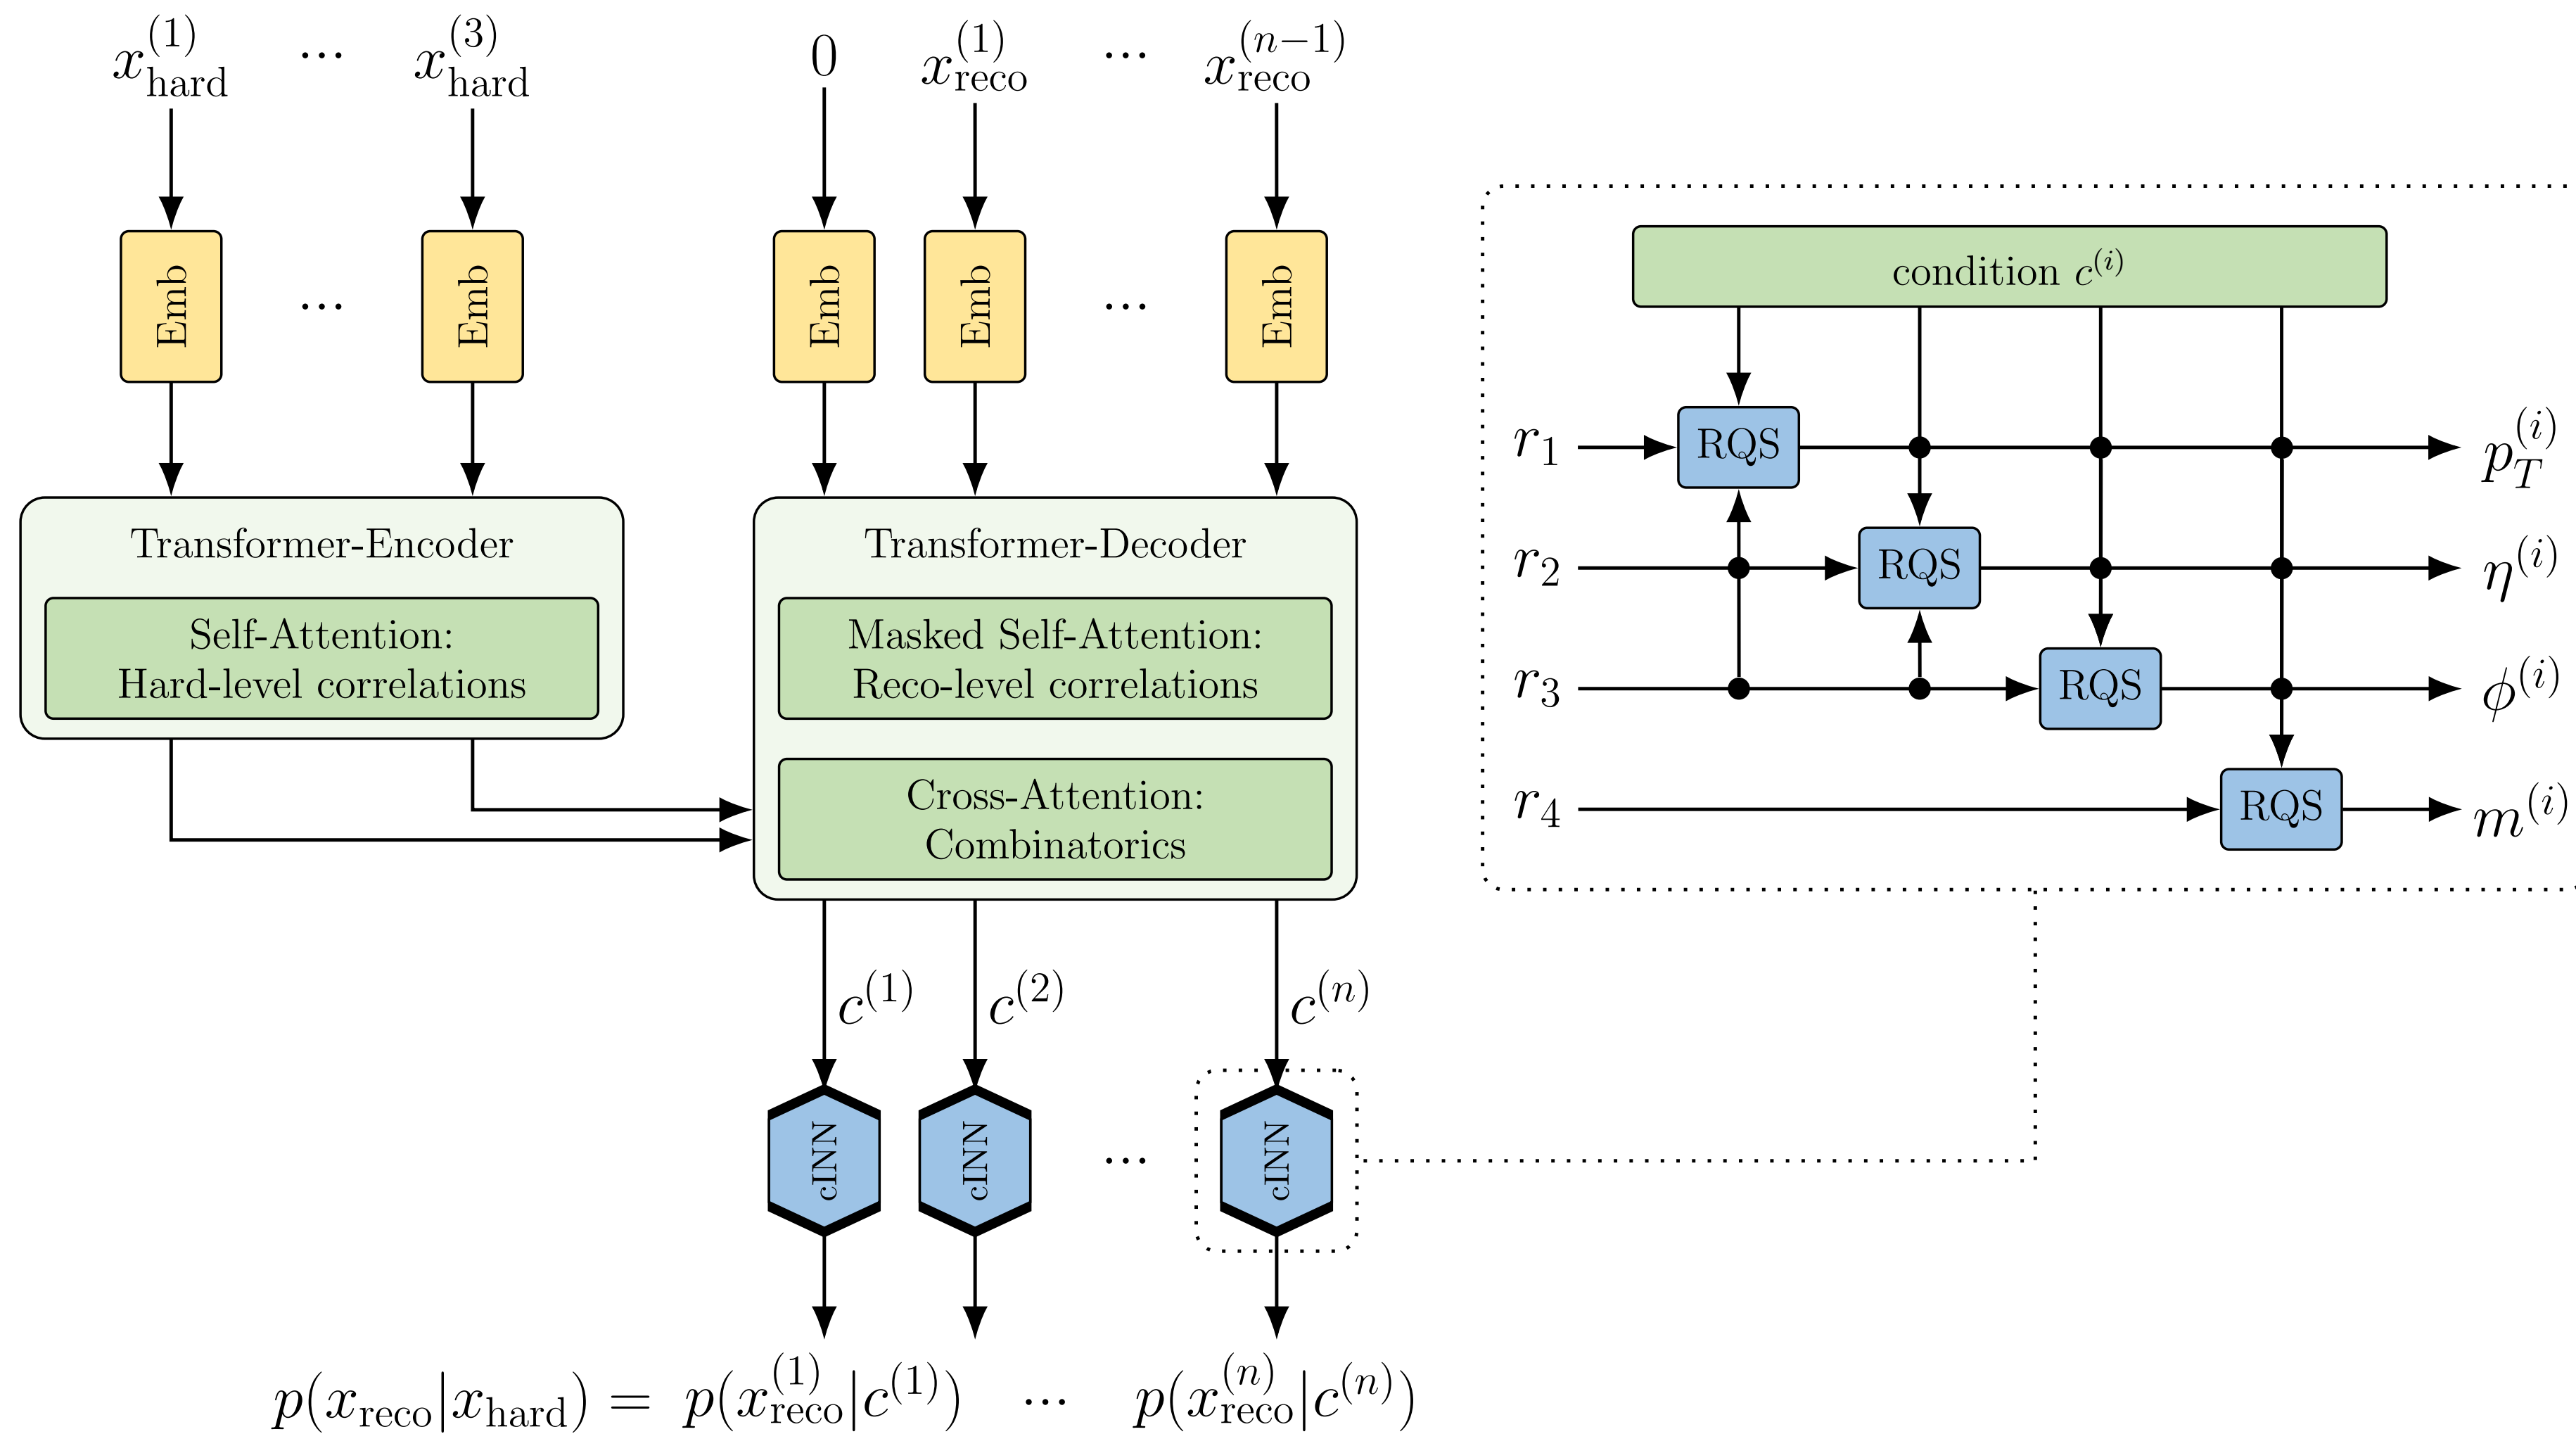 x_hard^(1) ··· x_hard^(3) 0 x_reco^(1) ··· x_reco^(n−1)
Emb ··· Emb Emb Emb ··· Emb
Transformer-Encoder
Self-Attention:
Hard-level correlations
Transformer-Decoder
Masked Self-Attention:
Reco-level correlations
Cross-Attention:
Combinatorics
c^(1) c^(2) c^(n)
cINN cINN ··· cINN
p(x_reco|x_hard) = p(x_reco^(1)|c^(1)) ··· p(x_reco^(n)|c^(n))
condition c^(i)
r_1 RQS p_T^(i)
r_2 RQS η^(i)
r_3 RQS ϕ^(i)
r_4 RQS m^(i)